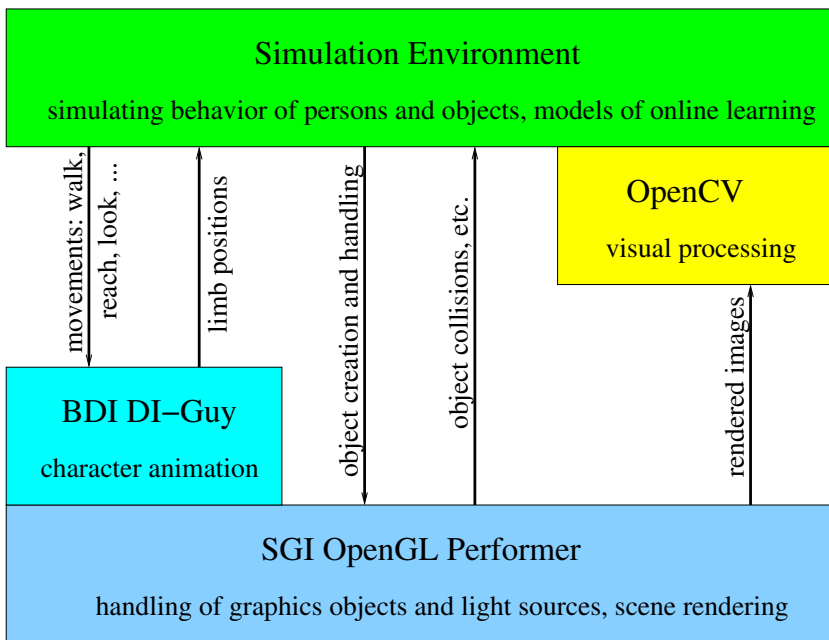 Simulation Environment
simulating behavior of persons and objects, models of online learning
movements: walk,
reach, look, ...
limb positions
object creation and handling
object collisions, etc.
OpenCV
visual processing
rendered images
BDI DI−Guy
character animation
SGI OpenGL Performer
handling of graphics objects and light sources, scene rendering